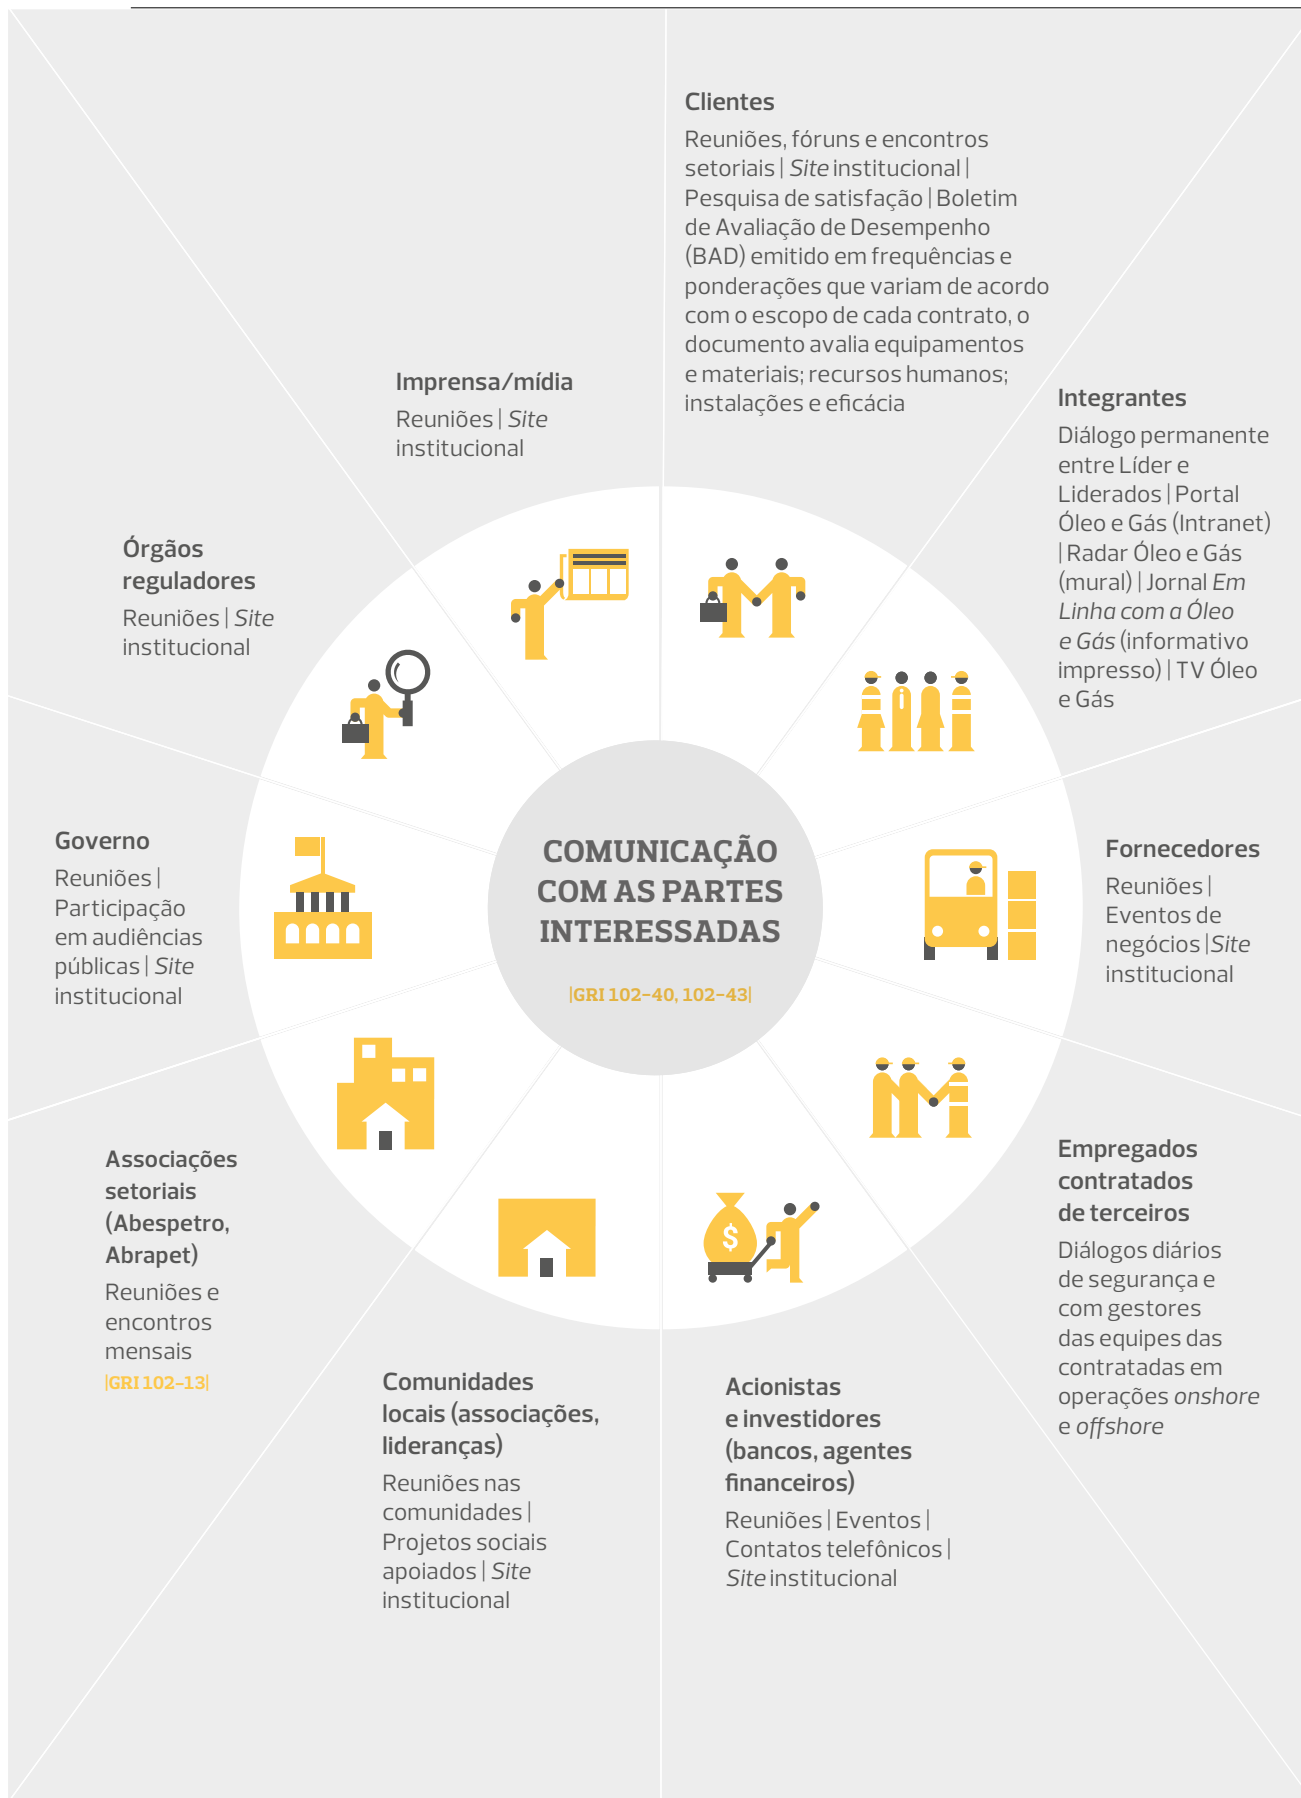 Clientes
Reuniões, fóruns e encontros
setoriais | Site institucional |
Pesquisa de satisfação | Boletim
de Avaliação de Desempenho
(BAD) emitido em frequências e
ponderações que variam de acordo
com o escopo de cada contrato, o
documento avalia equipamentos
e materiais; recursos humanos;
instalações e eficácia
Integrantes
Diálogo permanente
entre Líder e
Liderados | Portal
Óleo e Gás (Intranet)
| Radar Óleo e Gás
(mural) | Jornal Em
Linha com a Óleo
e Gás (informativo
impresso) | TV Óleo
e Gás
Fornecedores
Reuniões |
Eventos de
negócios | Site
institucional
Empregados
contratados
de terceiros
Diálogos diários
de segurança e
com gestores
das equipes das
contratadas em
operações onshore
e offshore
Acionistas
e investidores
(bancos, agentes
financeiros)
Reuniões | Eventos |
Contatos telefônicos |
Site institucional
Comunidades
locais (associações,
lideranças)
Reuniões nas
comunidades |
Projetos sociais
apoiados | Site
institucional
Associações
setoriais
(Abespetro,
Abrapet)
Reuniões e
encontros
mensais
|GRI 102-13|
Governo
Reuniões |
Participação
em audiências
públicas | Site
institucional
Órgãos
reguladores
Reuniões | Site
institucional
Imprensa/mídia
Reuniões | Site
institucional
COMUNICAÇÃO
COM AS PARTES
INTERESSADAS
|GRI 102-40, 102-43|
$